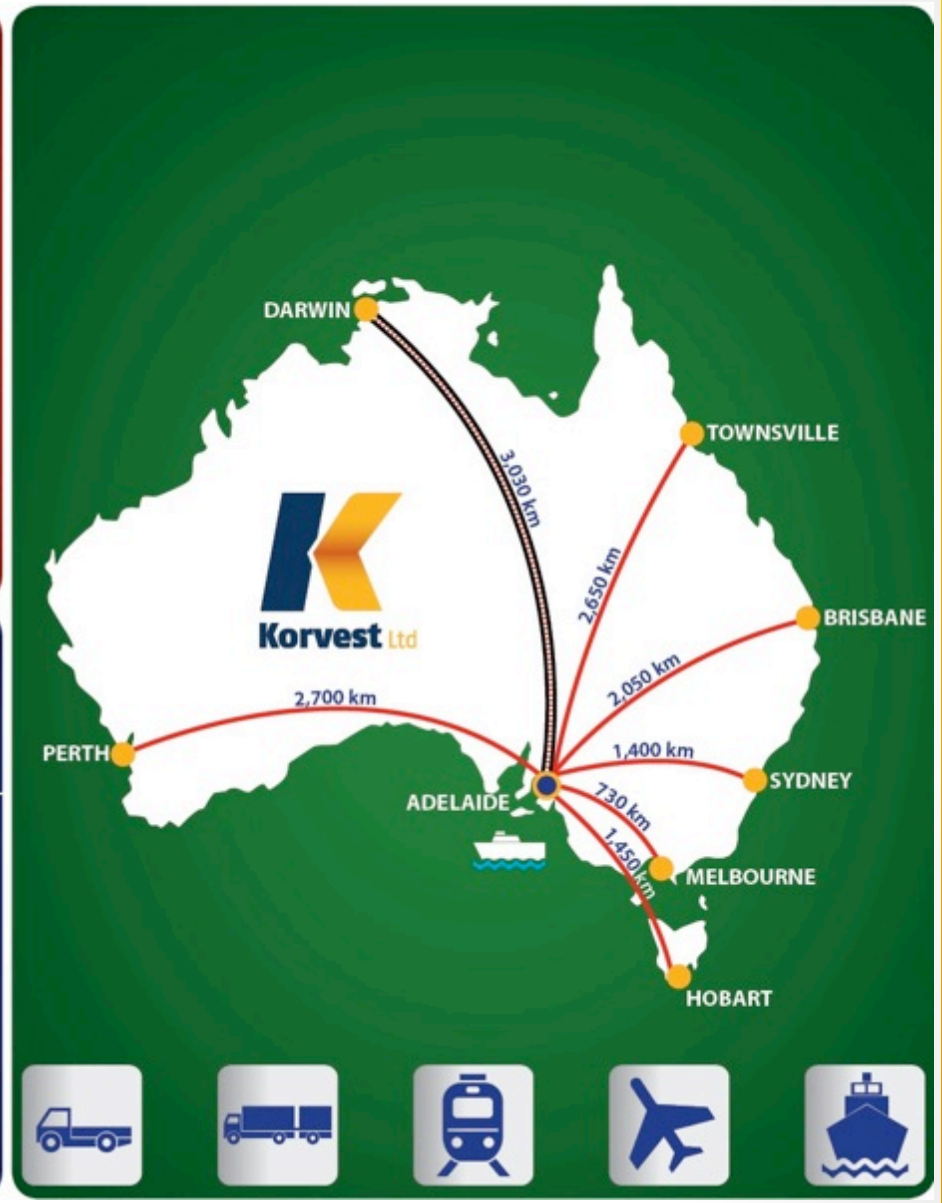 DARWIN
TOWNSVILLE
3,030 km
2,650 km
Korvest Ltd
BRISBANE
2,050 km
2,700 km
PERTH
1,400 km
SYDNEY
ADELAIDE
730 km
1,450 km
MELBOURNE
HOBART